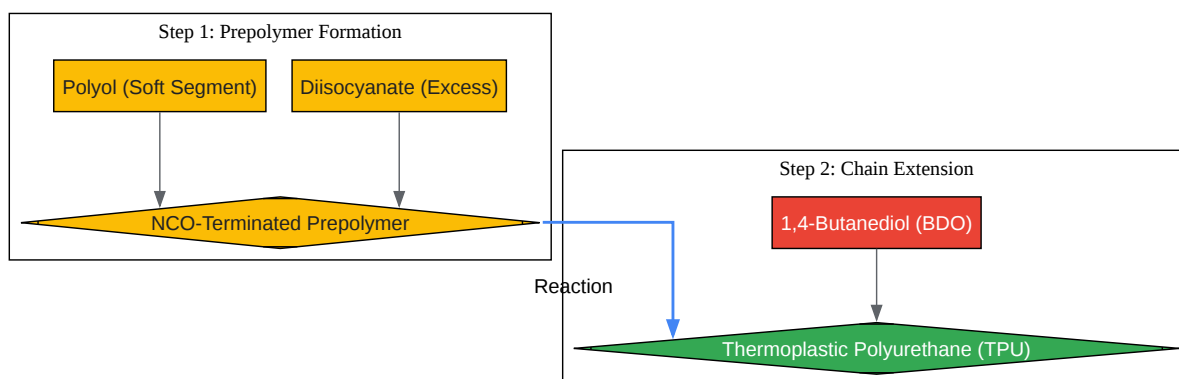 Step 1: Prepolymer Formation
Polyol (Soft Segment)
Diisocyanate (Excess)
NCO-Terminated Prepolymer
Reaction
Step 2: Chain Extension
1,4-Butanediol (BDO)
Thermoplastic Polyurethane (TPU)